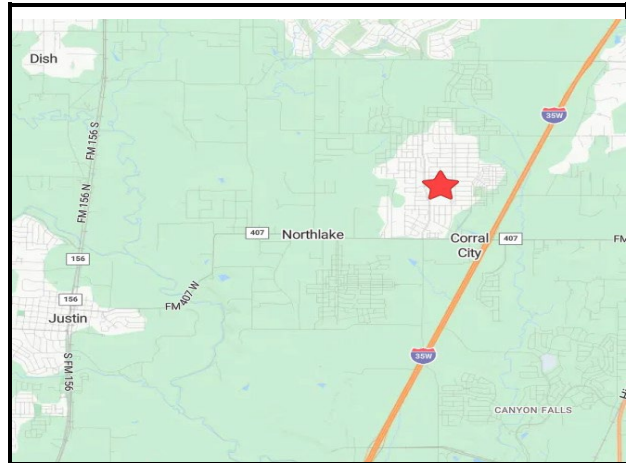 Dish
35W
FM 156 S
FM 156 N
407
Northlake
Corral
City
407
FM
156
156
FM 407 W
Justin
35W
S FM 156
CANYON FALLS